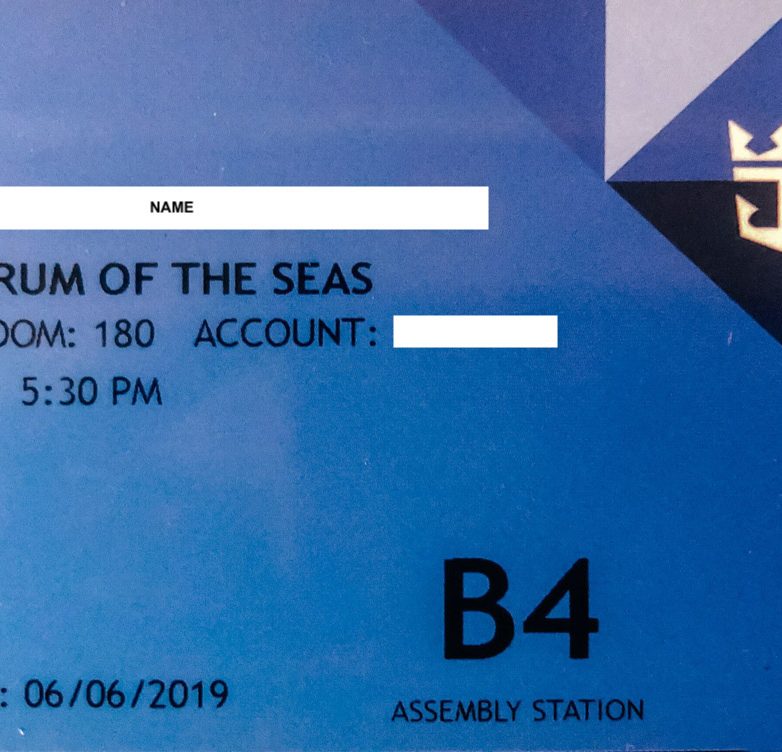 NAME
RUM OF THE SEAS
OOM: 180 ACCOUNT:
5:30 PM
B4
: 06/06/2019
ASSEMBLY STATION